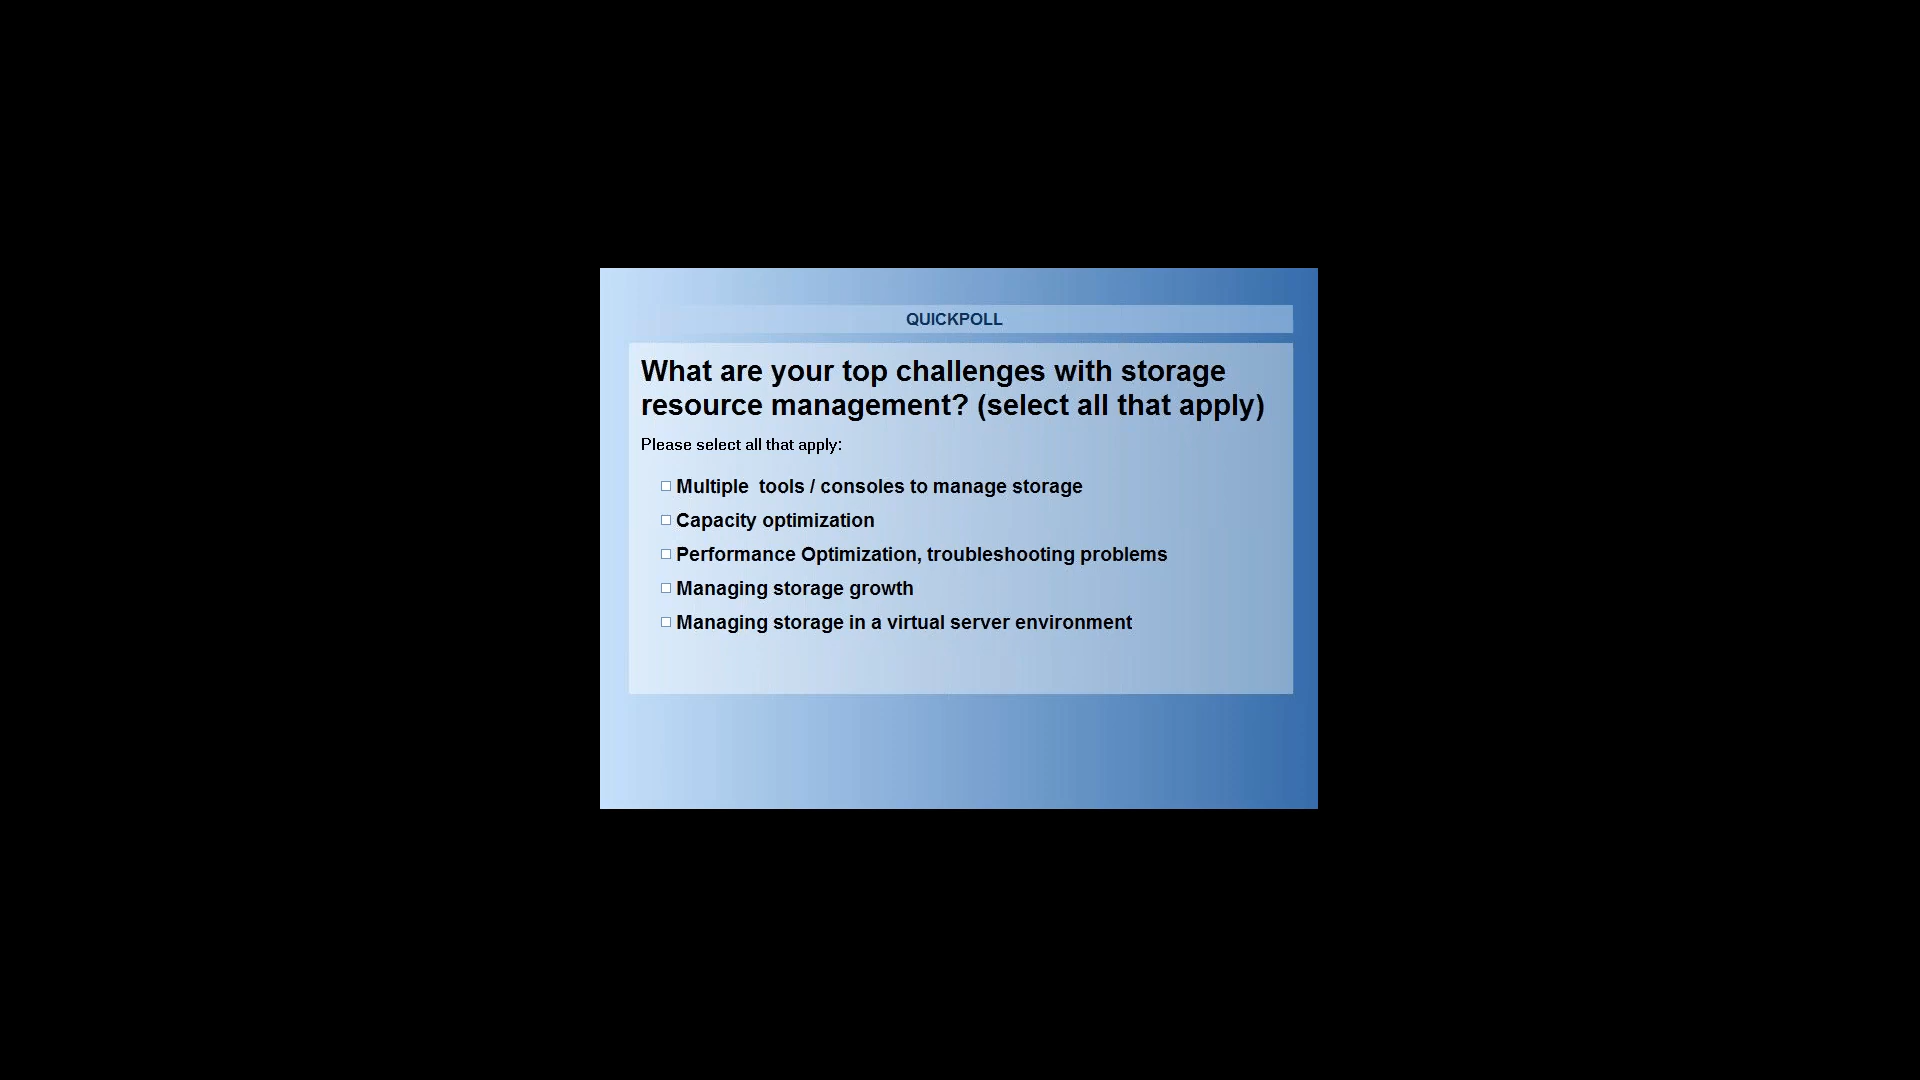 QUICKPOLL
What are your top challenges with storage
resource management? (select all that apply)
Please select all that apply:
Multiple  tools / consoles to manage storage
Capacity optimization
Performance Optimization, troubleshooting problems
Managing storage growth
Managing storage in a virtual server environment